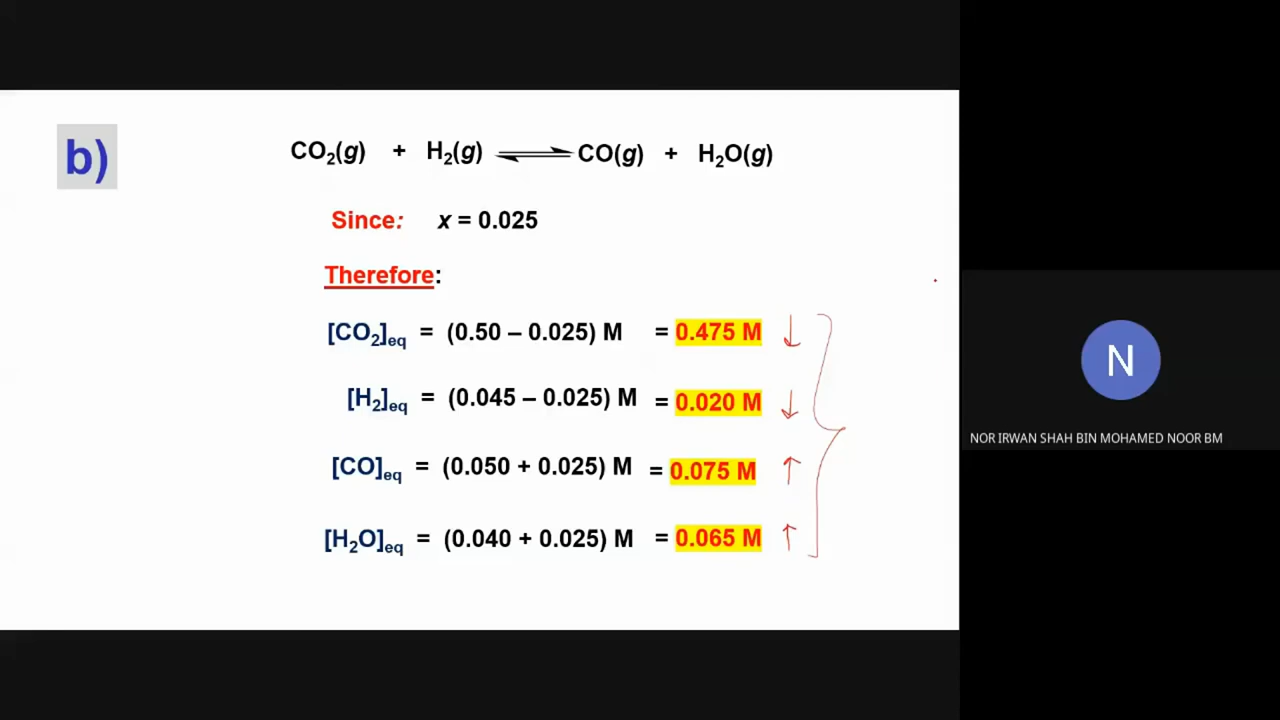 b)
CO₂(g) + H₂(g) ⇌ CO(g) + H₂O(g)
Since: x = 0.025
Therefore:
[CO₂]eq = (0.50 – 0.025) M = 0.475 M ↓
[H₂]eq = (0.045 – 0.025) M = 0.020 M ↓
[CO]eq = (0.050 + 0.025) M = 0.075 M ↑
[H₂O]eq = (0.040 + 0.025) M = 0.065 M ↑
N
NOR IRWAN SHAH BIN MOHAMED NOOR BM